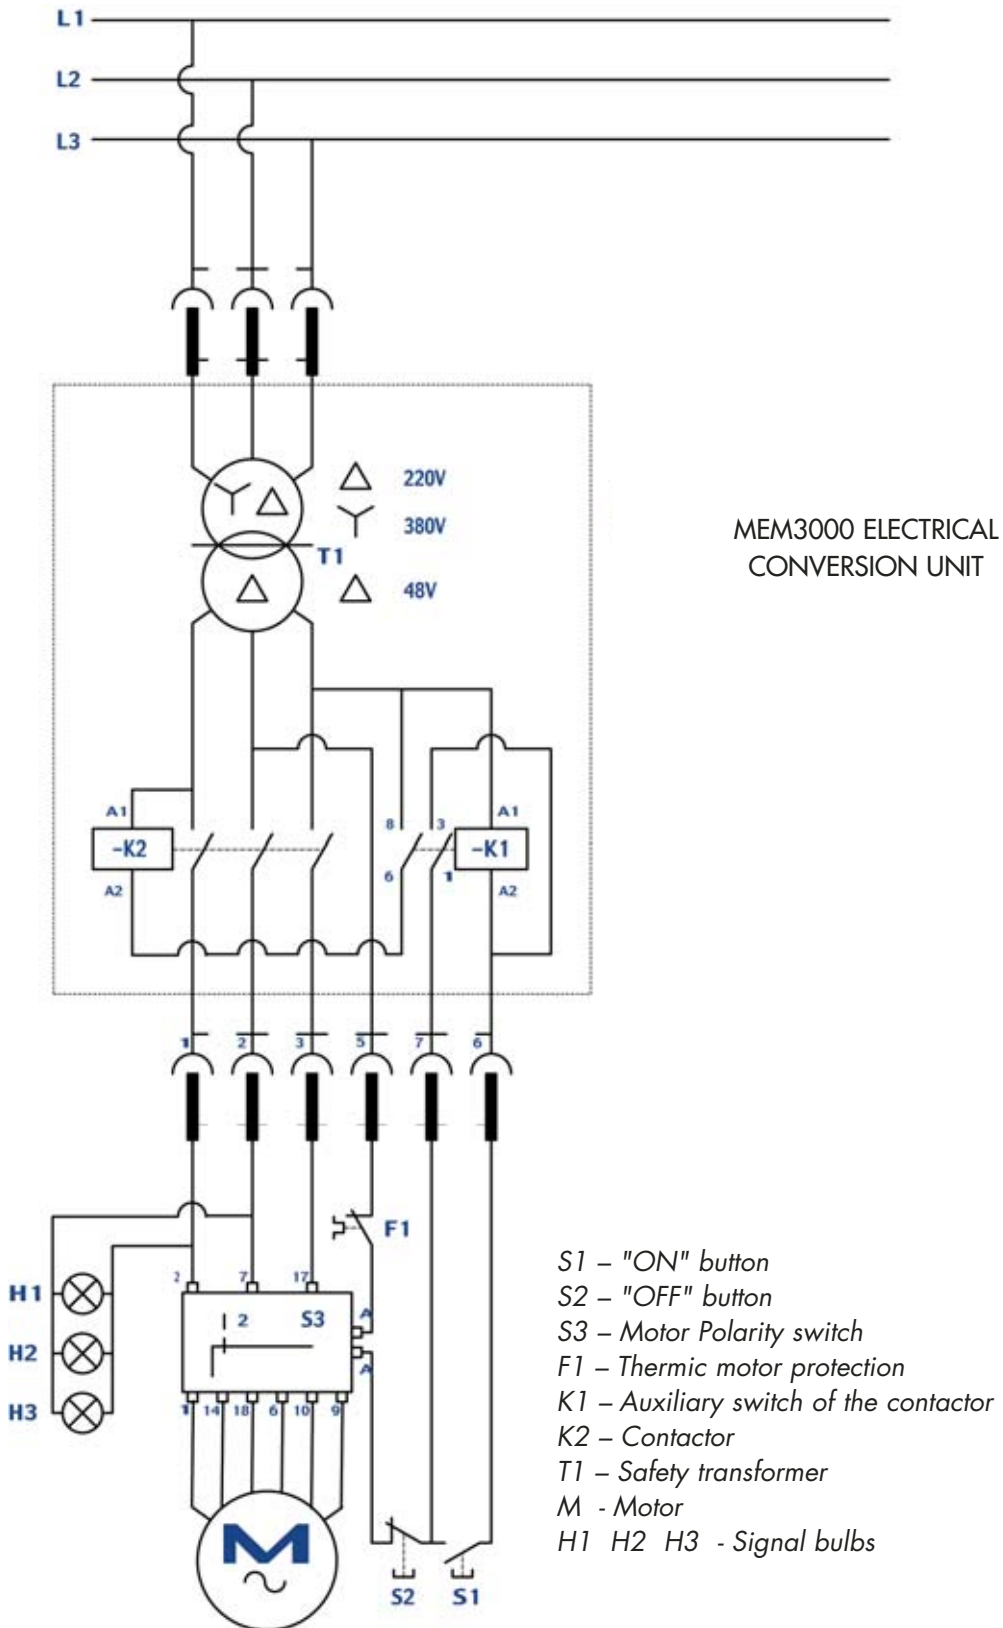 L1
L2
L3
220V
380V
T1
48V
MEM3000 ELECTRICAL
CONVERSION UNIT
A1 8 3 A1
-K2 -K1
A2 6 1 A2
1 2 3 5 7 6
F1
2 7 17
H1
2 S3 A
H2
A
H3
1 14 18 6 10 9
M
S2 S1
S1 – "ON" button
S2 – "OFF" button
S3 – Motor Polarity switch
F1 – Thermic motor protection
K1 – Auxiliary switch of the contactor
K2 – Contactor
T1 – Safety transformer
M - Motor
H1 H2 H3 - Signal bulbs